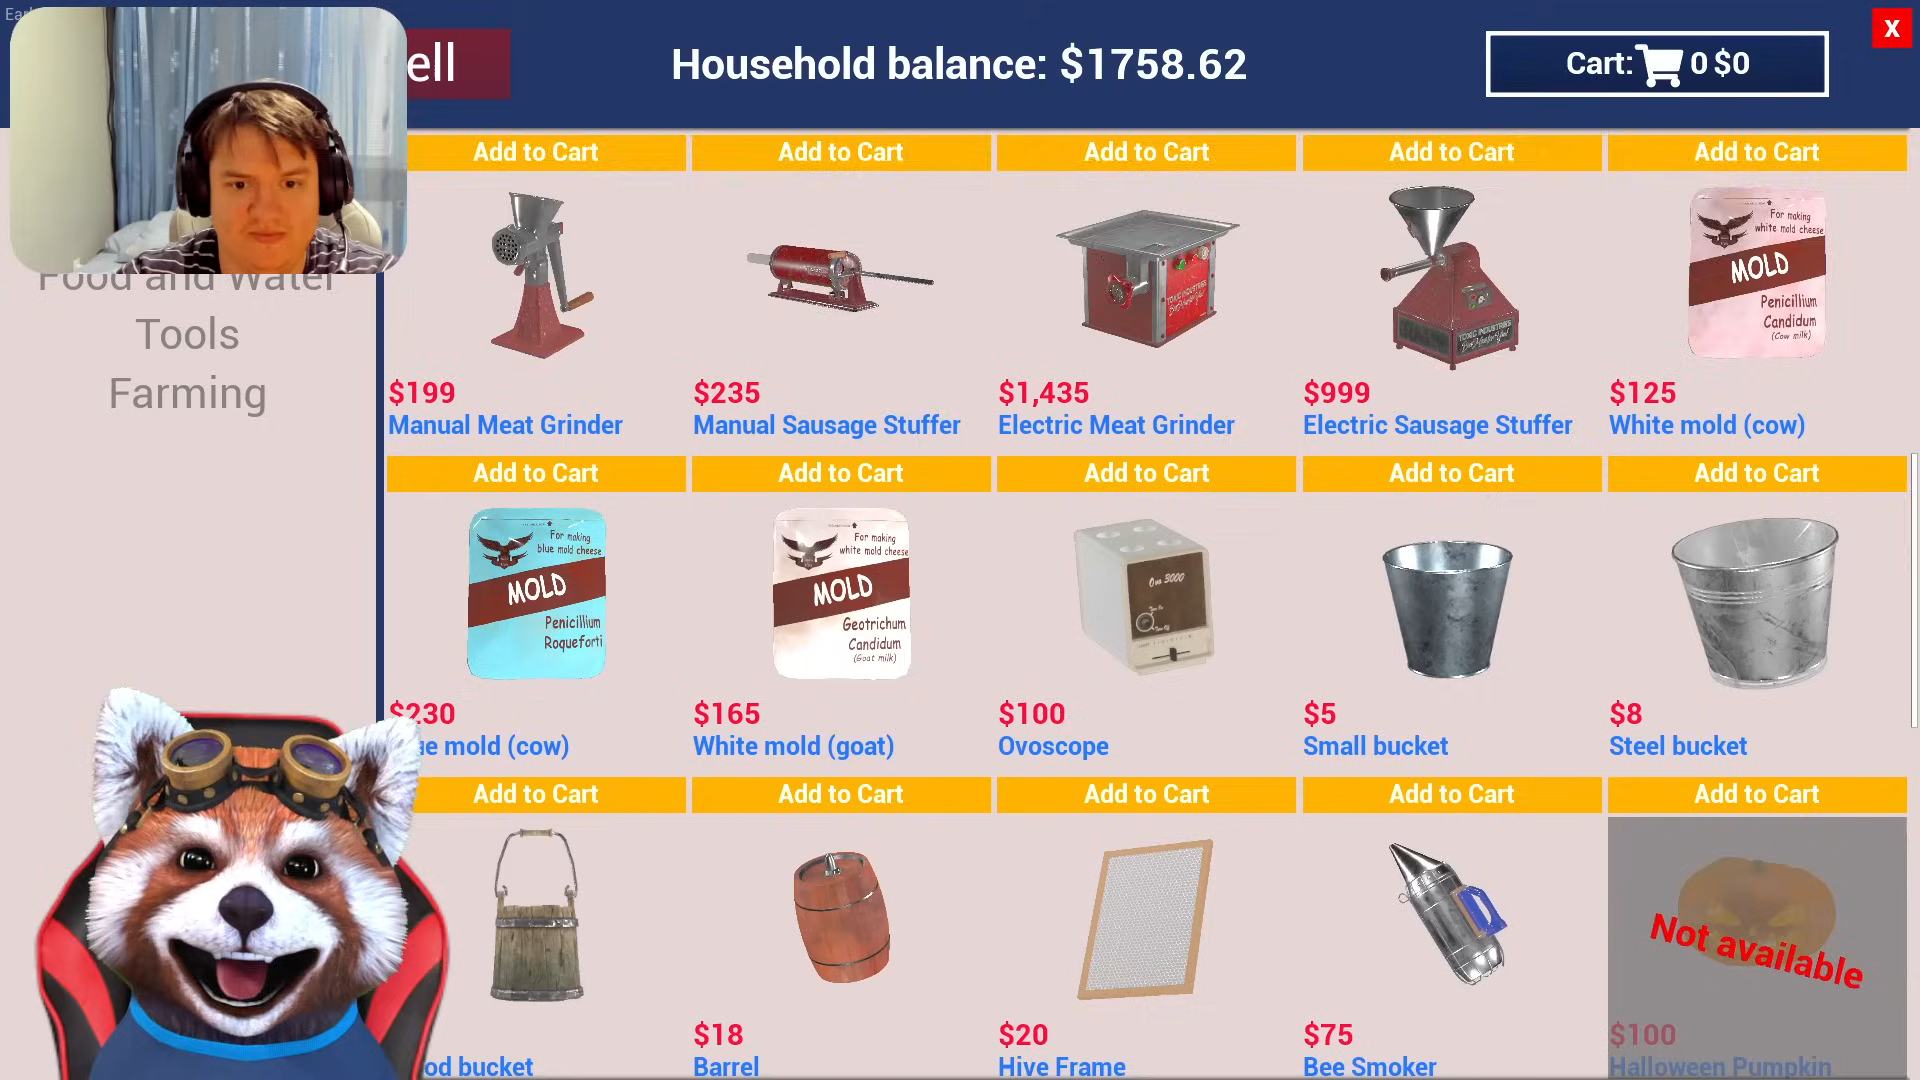 ell
Household balance: $1758.62
Cart: 0 $0
X
Food and Water
Tools
Farming
Add to Cart
Add to Cart
Add to Cart
Add to Cart
Add to Cart
For making
white mold cheese
MOLD
Penicillium
Candidum
(Cow milk)
$199
$235
$1,435
$999
$125
Manual Meat Grinder
Manual Sausage Stuffer
Electric Meat Grinder
Electric Sausage Stuffer
White mold (cow)
Add to Cart
Add to Cart
Add to Cart
Add to Cart
Add to Cart
For making
blue mold cheese
MOLD
Penicillium
Roqueforti
For making
white mold cheese
MOLD
Geotrichum
Candidum
(Goat milk)
Ovo 3000
$230
$165
$100
$5
$8
e mold (cow)
White mold (goat)
Ovoscope
Small bucket
Steel bucket
Add to Cart
Add to Cart
Add to Cart
Add to Cart
Add to Cart
Not available
$18
$20
$75
$100
od bucket
Barrel
Hive Frame
Bee Smoker
Halloween Pumpkin